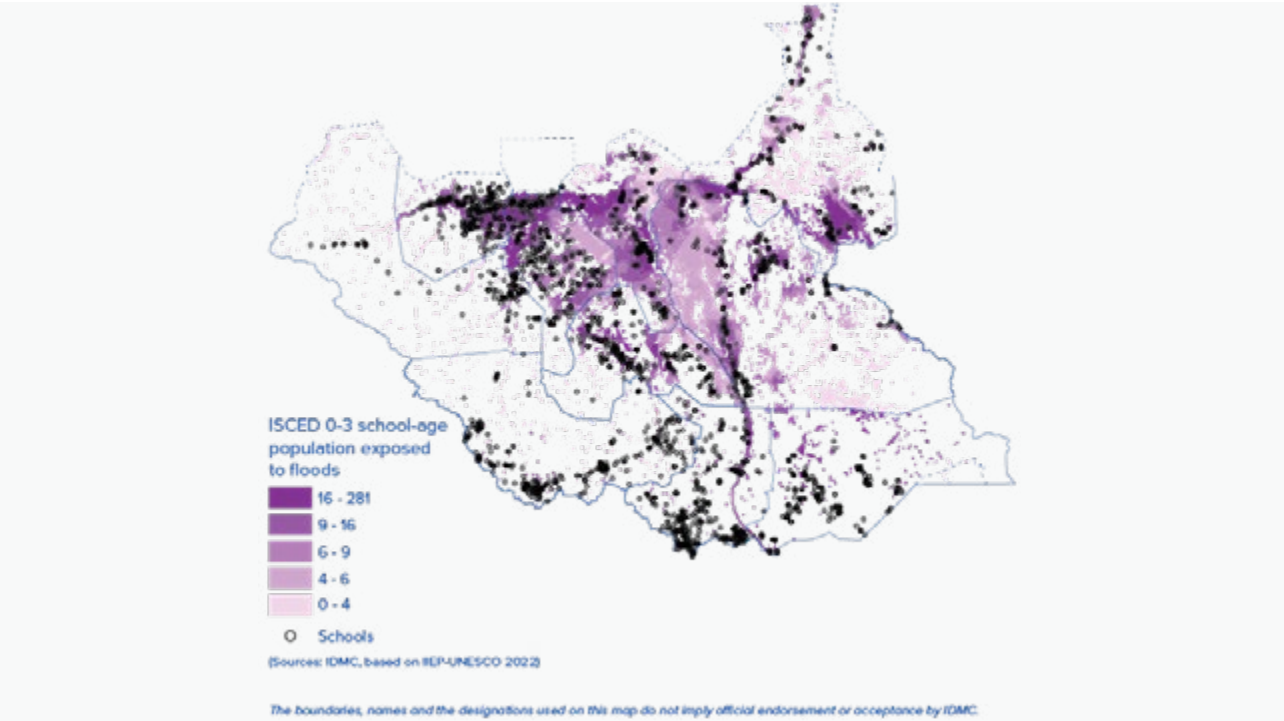 ISCED 0-3 school-age
population exposed
to floods
16 - 281
9 - 16
6 - 9
4 - 6
0 - 4
Schools
(Sources: IDMC, based on IIEP-UNESCO 2022)
The boundaries, names and the designations used on this map do not imply official endorsement or acceptance by IDMC.